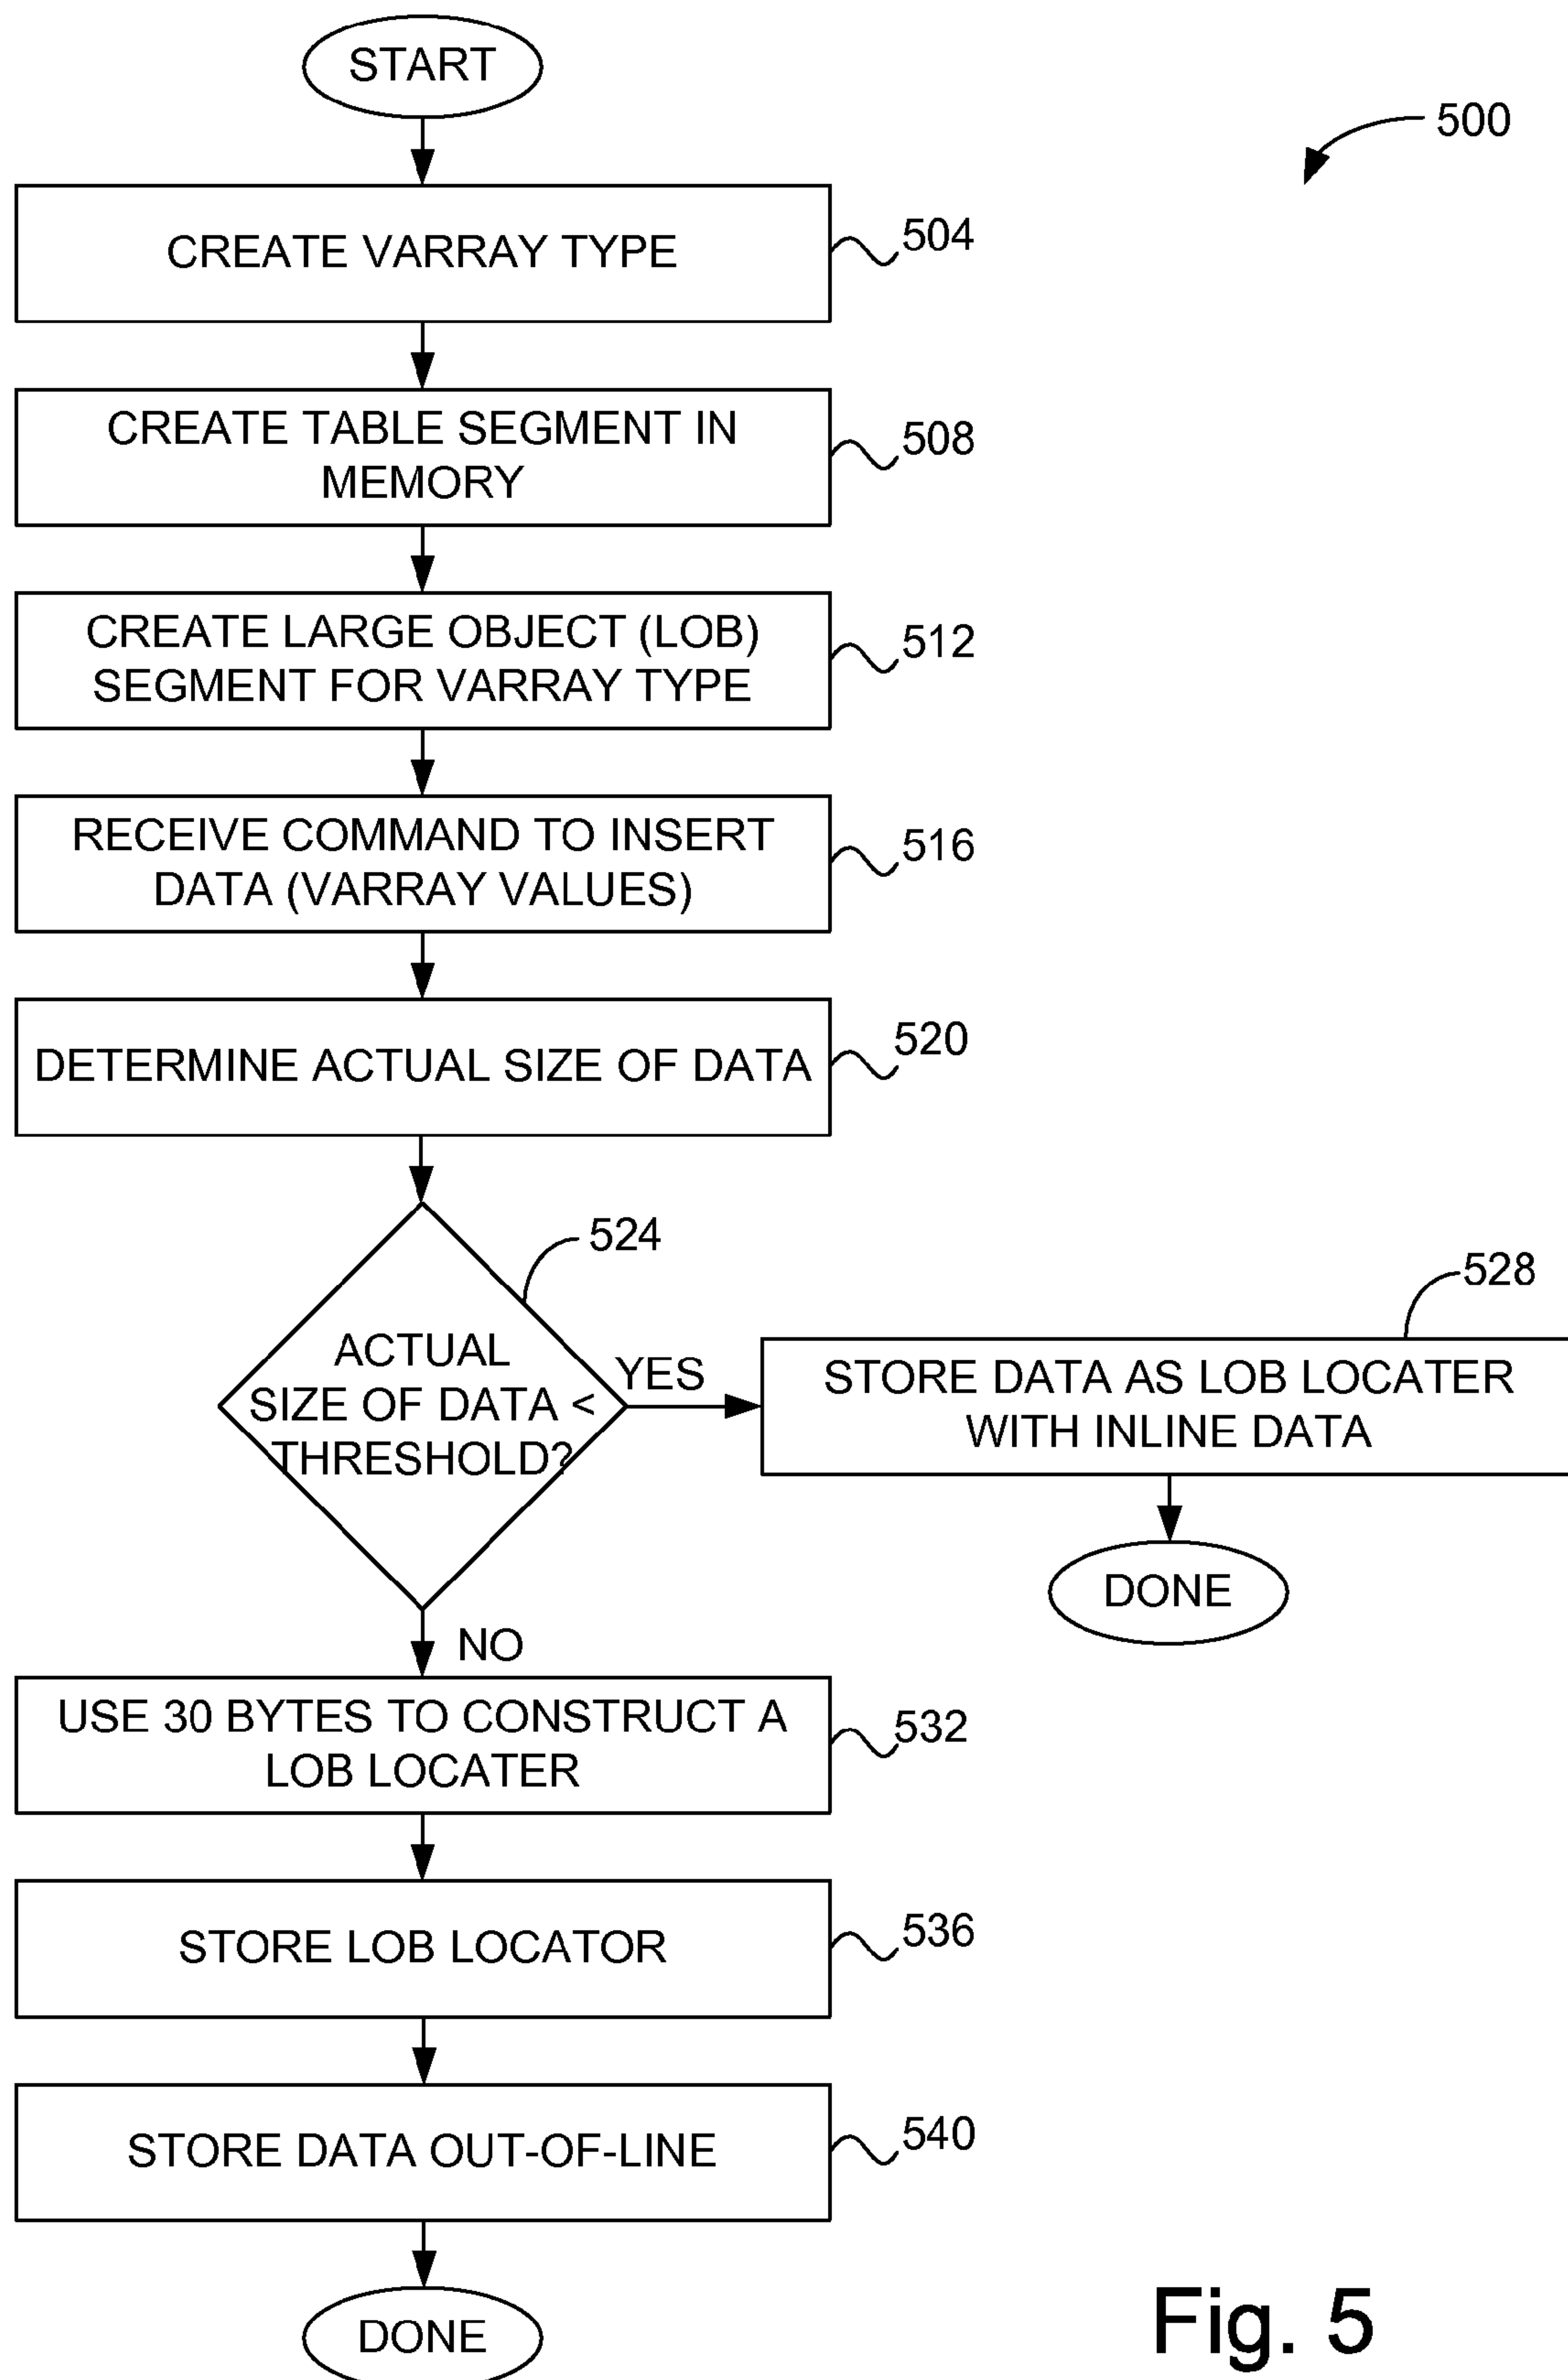 START
500
CREATE VARRAY TYPE
504
CREATE TABLE SEGMENT IN
MEMORY
508
CREATE LARGE OBJECT (LOB)
SEGMENT FOR VARRAY TYPE
512
RECEIVE COMMAND TO INSERT
DATA (VARRAY VALUES)
516
DETERMINE ACTUAL SIZE OF DATA
520
524
ACTUAL
SIZE OF DATA <
THRESHOLD?
YES
528
STORE DATA AS LOB LOCATER
WITH INLINE DATA
DONE
NO
USE 30 BYTES TO CONSTRUCT A
LOB LOCATER
532
STORE LOB LOCATOR
536
STORE DATA OUT-OF-LINE
540
DONE
Fig. 5